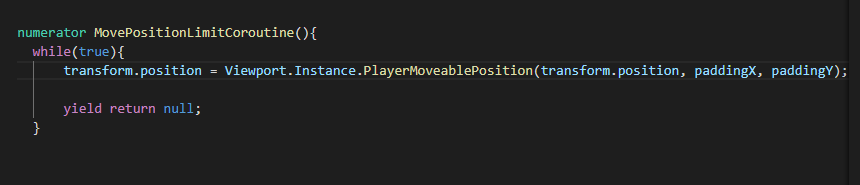 numerator MovePositionLimitCoroutine(){
while(true){
transform.position = Viewport.Instance.PlayerMoveablePosition(transform.position, paddingX, paddingY);
yield return null;
}